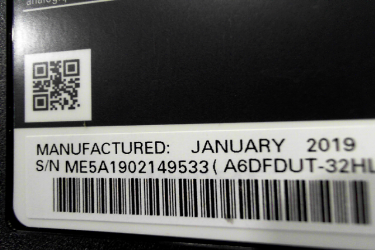 MANUFACTURED: JANUARY 2019
S/N ME5A1902149533 ( A6DFDUT-32HL